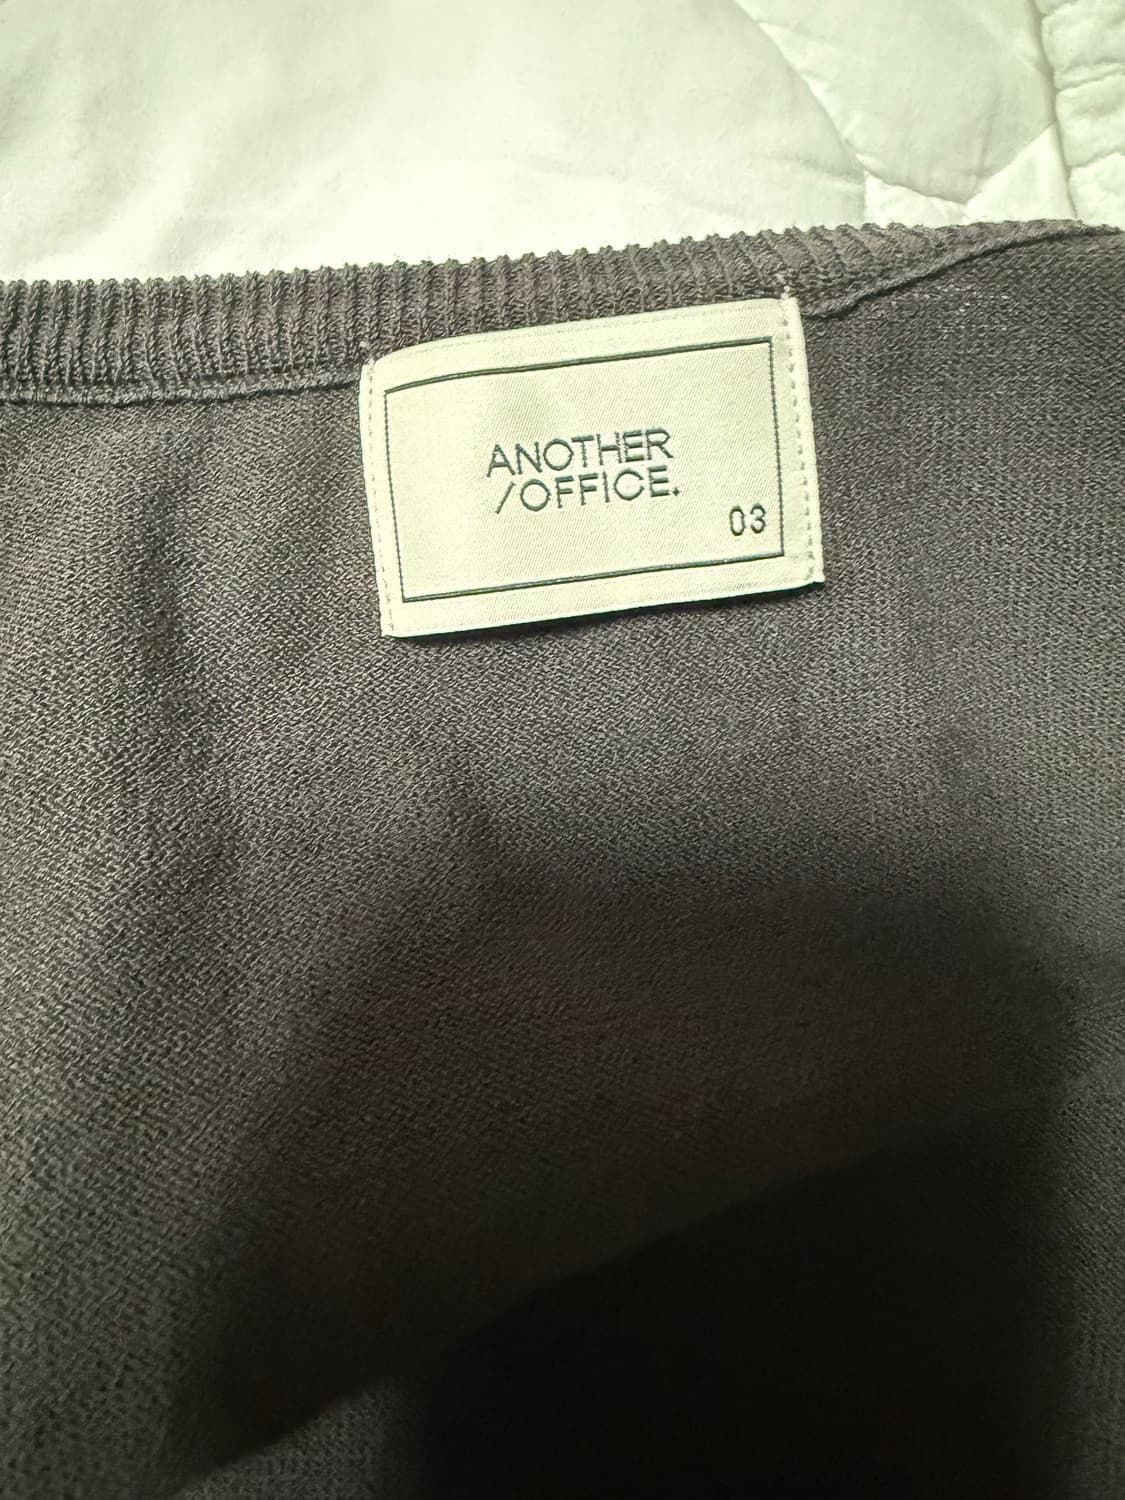 ANOTHER
/OFFICE.
03